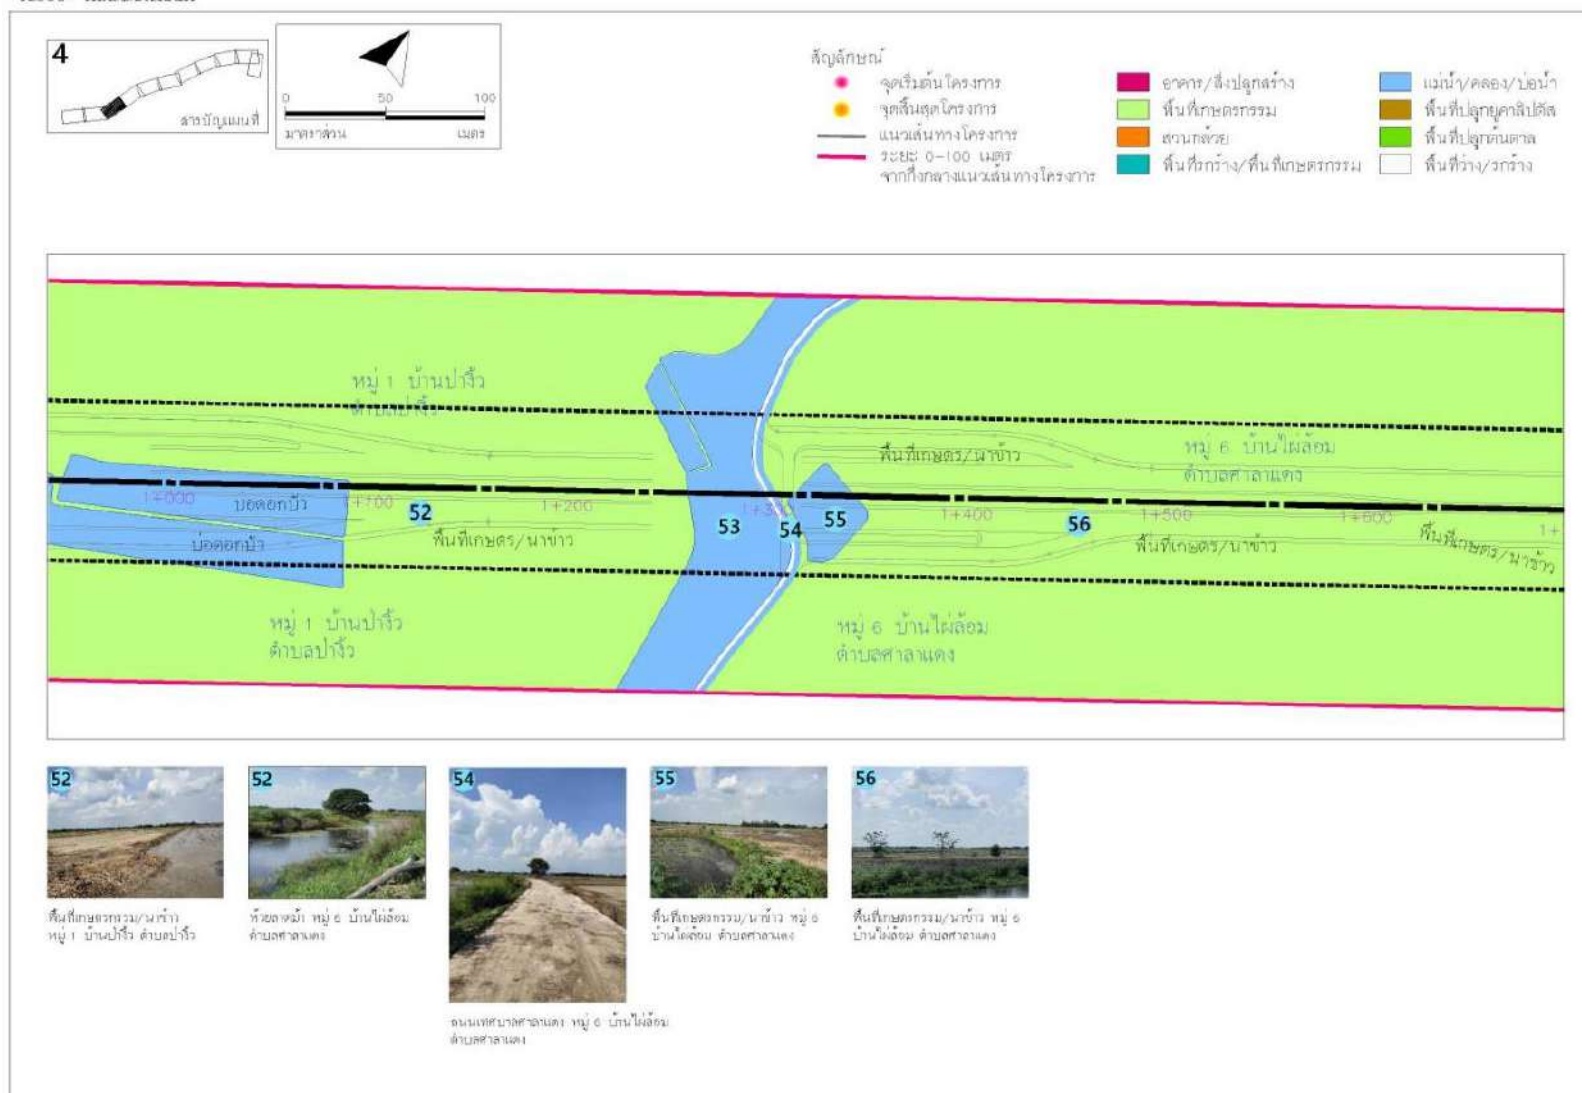 4
สารบัญแผนที่
0 50 100
มาตราส่วน เมตร
สัญลักษณ์
จุดเริ่มต้นโครงการ
จุดสิ้นสุดโครงการ
แนวเส้นทางโครงการ
ระยะ 0-100 เมตร
จากกึ่งกลางแนวเส้นทางโครงการ
อาคาร/สิ่งปลูกสร้าง
พื้นที่เกษตรกรรม
สวนกล้วย
พื้นที่รกร้าง/พื้นที่เกษตรกรรม
แม่น้ำ/คลอง/บ่อน้ำ
พื้นที่ปลูกยูคาลิปตัส
พื้นที่ปลูกต้นตาล
พื้นที่ว่าง/รกร้าง
หมู่ 1 บ้านป่างิ้ว
ตำบลป่างิ้ว
พื้นที่เกษตร/นาข้าว
หมู่ 6 บ้านไผ่ล้อม
ตำบลศาลาแดง
1+000 บ่อดอกบัว 1+100 52 1+200 53 1+300 54 55 1+400 56 1+500 1+600 1+
บ่อดอกบัว พื้นที่เกษตร/นาข้าว พื้นที่เกษตร/นาข้าว พื้นที่เกษตร/นาข้าว
หมู่ 1 บ้านป่างิ้ว
ตำบลป่างิ้ว
หมู่ 6 บ้านไผ่ล้อม
ตำบลศาลาแดง
52
พื้นที่เกษตรกรรม/นาข้าว
หมู่ 1 บ้านป่างิ้ว ตำบลป่างิ้ว
52
หมู่ 6 บ้านไผ่ล้อม
ตำบลศาลาแดง
54
ถนนเทศบาลศาลาแดง หมู่ 6 บ้านไผ่ล้อม
ตำบลศาลาแดง
55
พื้นที่เกษตรกรรม/นาข้าว หมู่ 6
บ้านไผ่ล้อม ตำบลศาลาแดง
56
พื้นที่เกษตรกรรม/นาข้าว หมู่ 6
บ้านไผ่ล้อม ตำบลศาลาแดง